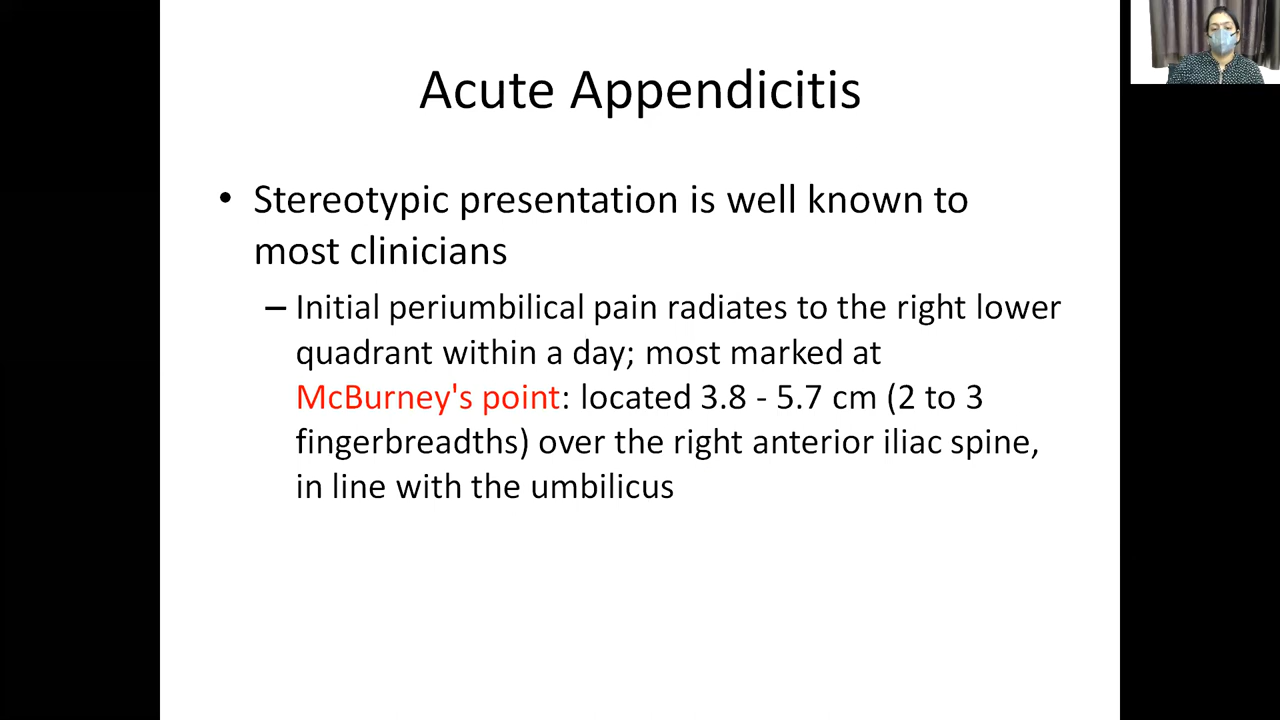 Acute Appendicitis
• Stereotypic presentation is well known to
most clinicians
– Initial periumbilical pain radiates to the right lower
quadrant within a day; most marked at
McBurney's point: located 3.8 - 5.7 cm (2 to 3
fingerbreadths) over the right anterior iliac spine,
in line with the umbilicus